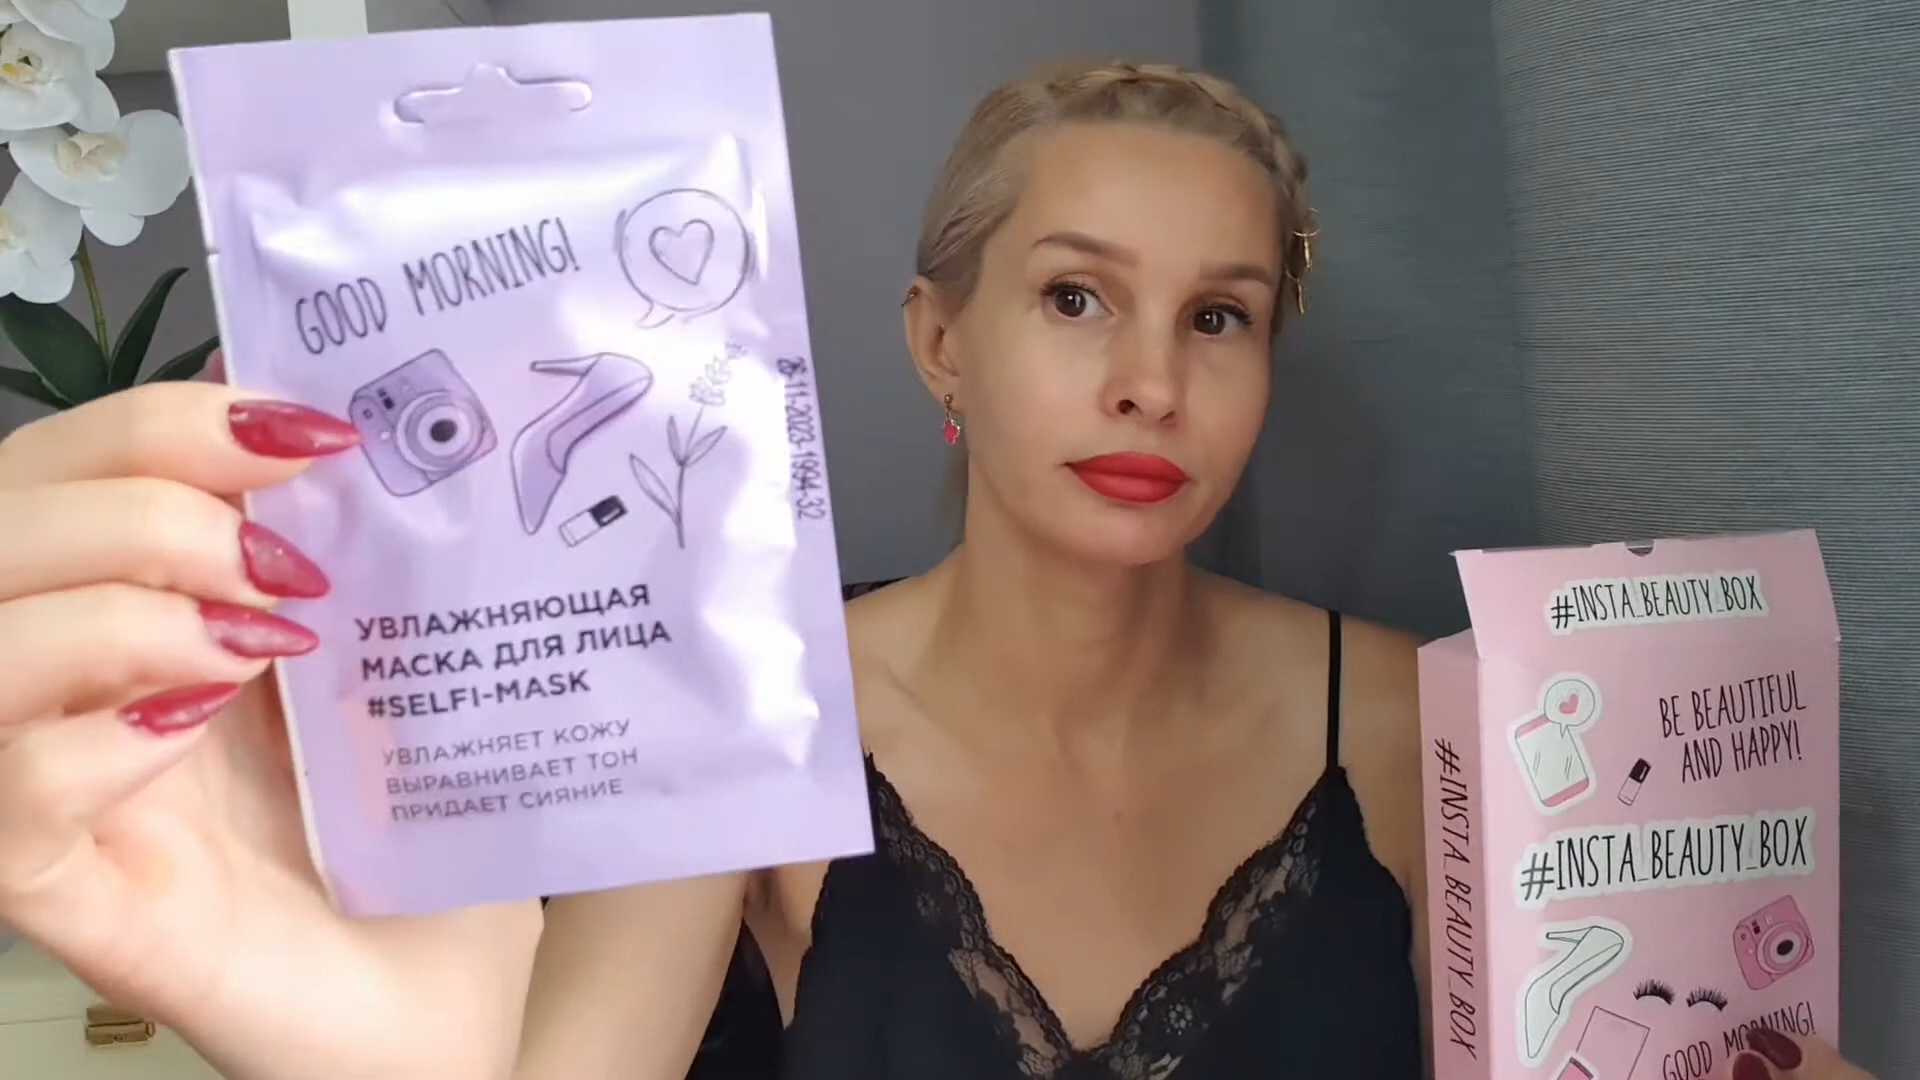 GOOD MORNING!
26-11-2023-1994-32
УВЛАЖНЯЮЩАЯ
МАСКА ДЛЯ ЛИЦА
#SELFI-MASK
УВЛАЖНЯЕТ КОЖУ
ВЫРАВНИВАЕТ ТОН
ПРИДАЕТ СИЯНИЕ
#INSTA_BEAUTY_BOX
BE BEAUTIFUL
AND HAPPY!
#INSTA_BEAUTY_BOX
#INSTA_BEAUTY_BOX
GOOD MORNING!